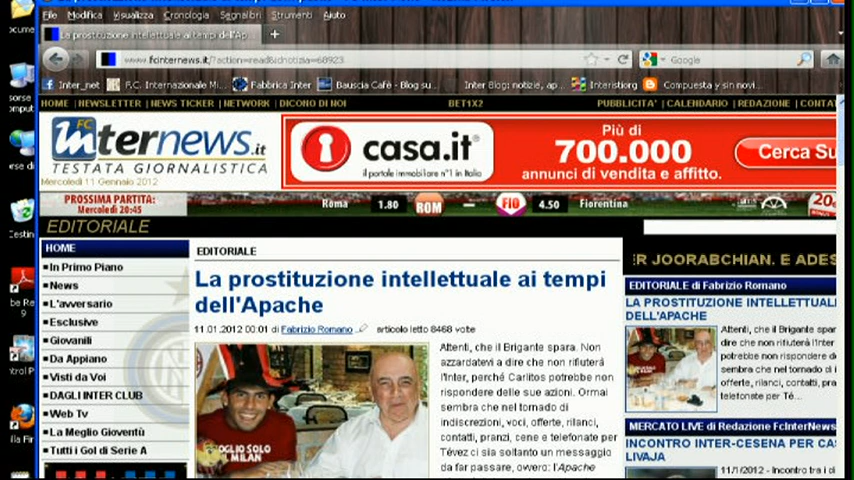 File Modifica Visualizza Cronologia Segnalibri Strumenti Aiuto
La prostituzione intellettuale ai tempi dell'Ap...
www.fcinternews.it/?action=read&idnotizia=68923
Google
Inter_net
F.C. Internazionale Mi...
Fabbrica Inter
Bauscia Cafè - Blog su...
Inter Blog: notizie, ap...
Interistiorg
Compuesta y sin novi...
HOME | NEWSLETTER | NEWS TICKER | NETWORK | DICONO DI NOI
BET1X2
PUBBLICITA' | CALENDARIO | REDAZIONE |
FC
Internews.it
TESTATA GIORNALISTICA
Mercoledì 11 Gennaio 2012
casa.it®
il portale immobiliare n°1 in Italia
Più di
700.000
annunci di vendita e affitto.
Cerca Su
PROSSIMA PARTITA:
Mercoledì 20:45
Roma 1.80 ROM — FIO 4.50 Fiorentina
EDITORIALE
ER JOORABCHIAN. E ADES
HOME
In Primo Piano
News
L'avversario
Esclusive
Giovanili
Da Appiano
Visti da Voi
DAGLI INTER CLUB
Web Tv
La Meglio Gioventù
Tutti i Gol di Serie A
EDITORIALE
La prostituzione intellettuale ai tempi
dell'Apache
11.01.2012 00:01 di Fabrizio Romano articolo letto 8468 vote
OGLIO SOLO
MILAN
Attenti, che il Brigante spara. Non
azzardatevi a dire che non rifiuterà
l'Inter, perché Carlitos potrebbe non
rispondere delle sue azioni. Ormai
sembra che nel tornado di
indiscrezioni, voci, offerte, rilanci,
contatti, pranzi, cene e telefonate per
Tévez ci sia soltanto un messaggio
da far passare, ovvero: l'Apache
EDITORIALE di Fabrizio Romano
LA PROSTITUZIONE INTELLETTUALE
DELL'APACHE
Attenti, che il Brigante spar
dire che non rifiuterà
potrebbe non rispondere de
sembra che nel tornado di i
offerte, rilanci, contatti, pra
per Té...
MERCATO LIVE di Redazione FcInterNews
INCONTRO INTER-CESENA PER CA
LIVAJA
11/1/2012 - Incontro tra i di